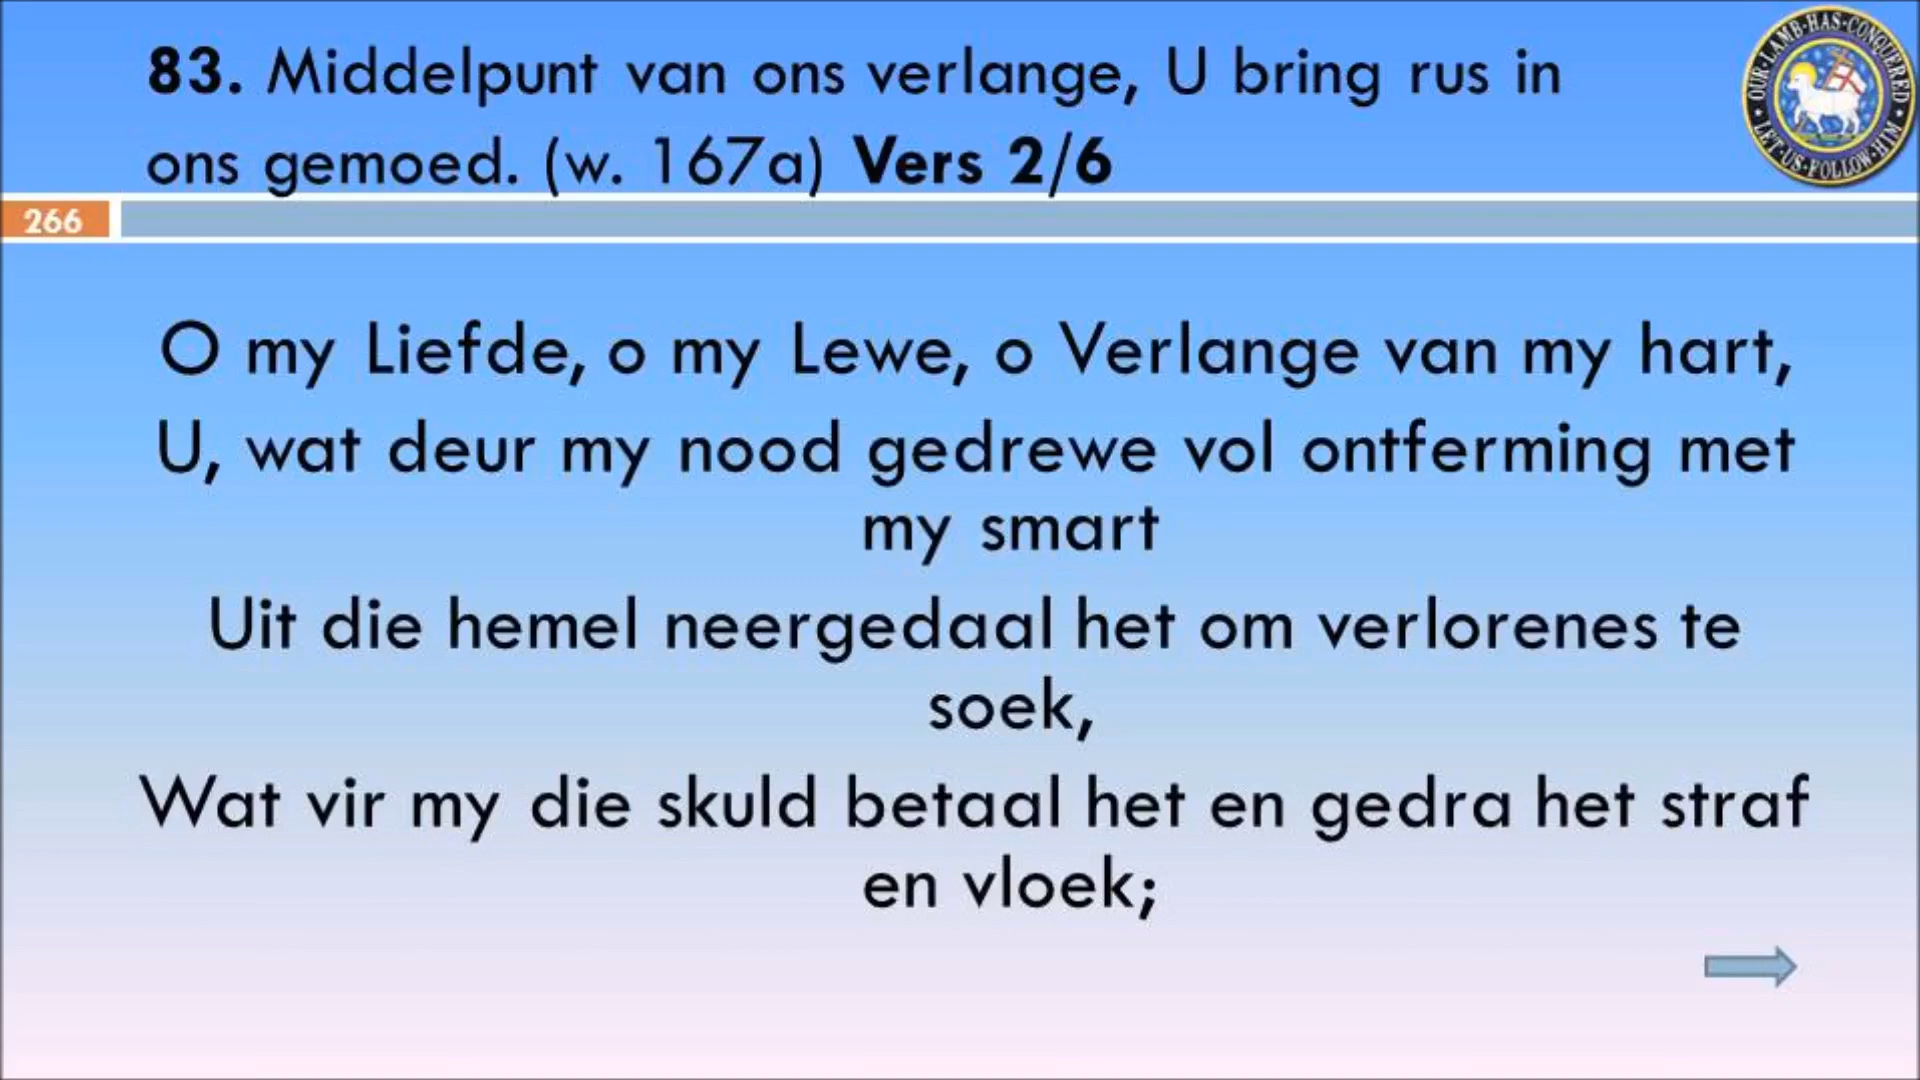 83. Middelpunt van ons verlange, U bring rus in
ons gemoed. (w. 167a) Vers 2/6
OUR LAMB HAS CONQUERED
LET US FOLLOW HIM
266
O my Liefde, o my Lewe, o Verlange van my hart,
U, wat deur my nood gedrewe vol ontferming met
my smart
Uit die hemel neergedaal het om verlorenes te
soek,
Wat vir my die skuld betaal het en gedra het straf
en vloek;